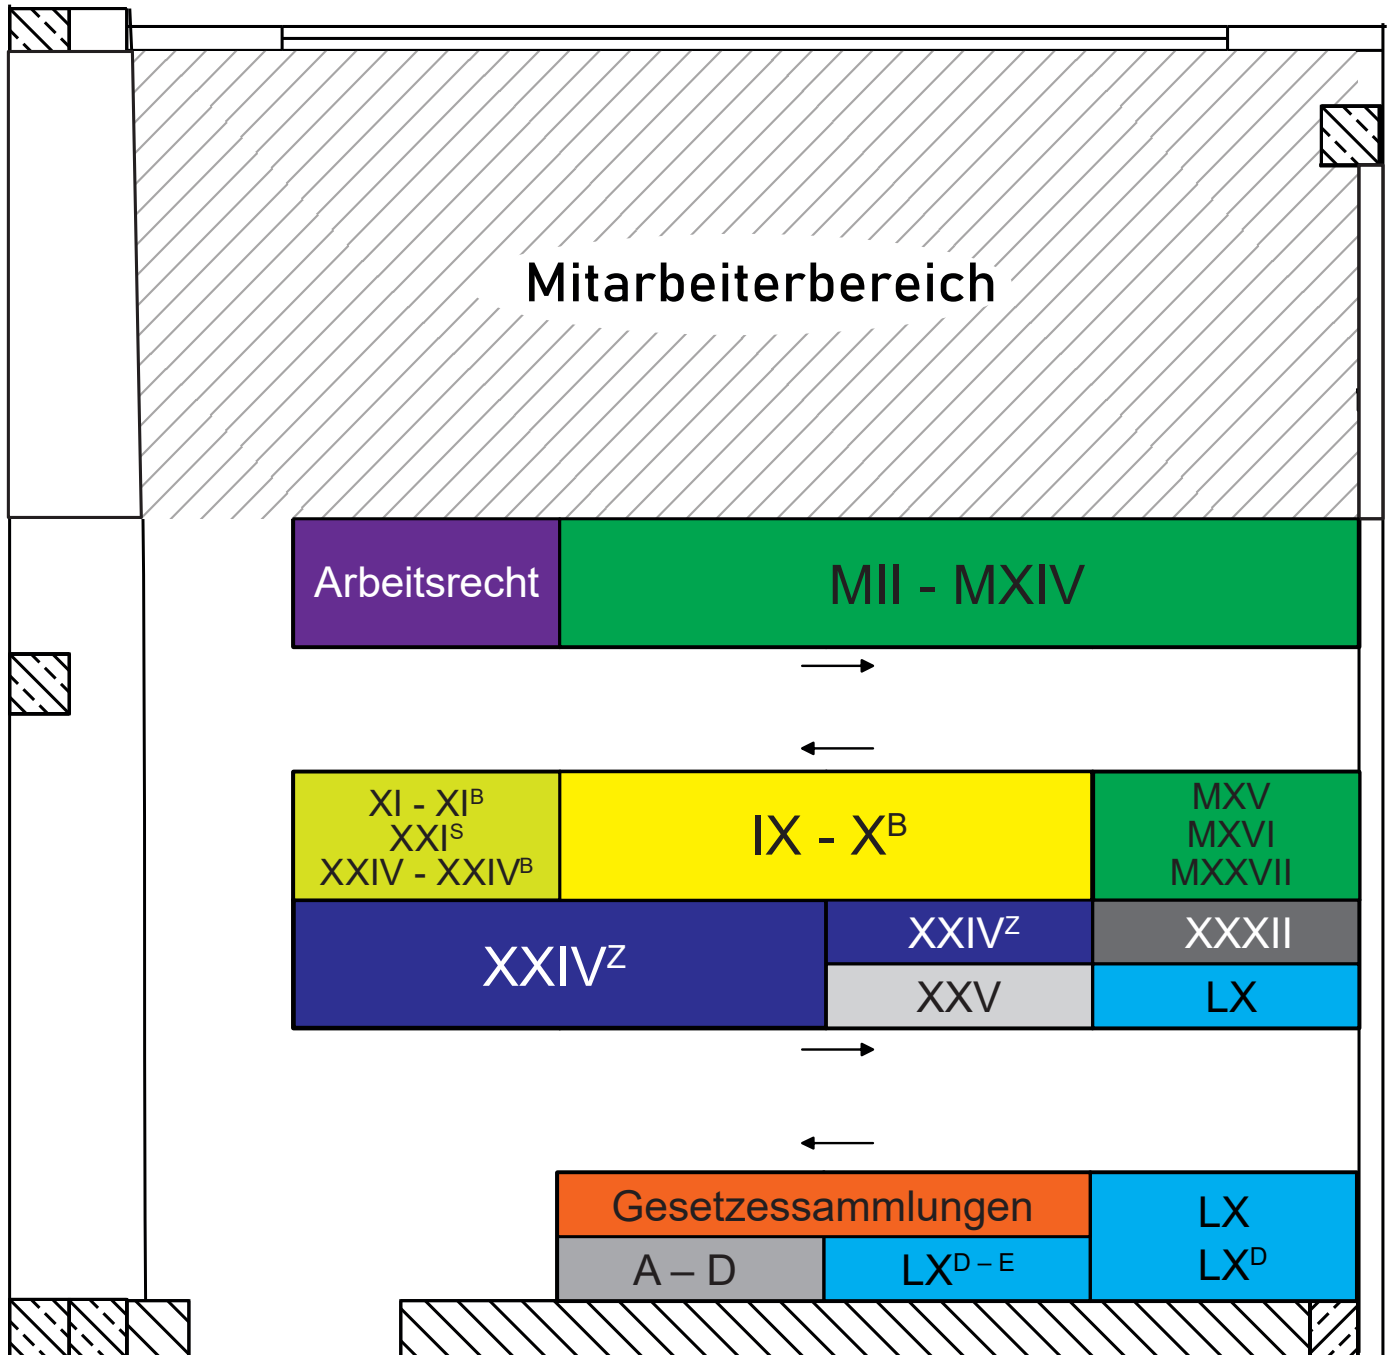 Mitarbeiterbereich
Arbeitsrecht
MII - MXIV
XI - XIᴮ
XXIˢ
XXIV - XXIVᴮ
IX - Xᴮ
MXV
MXVI
MXXVII
XXIVᶻ
XXIVᶻ
XXXII
XXV
LX
Gesetzessammlungen
LX
LXᴰ
A – D
LXᴰ ⁻ ᴱ